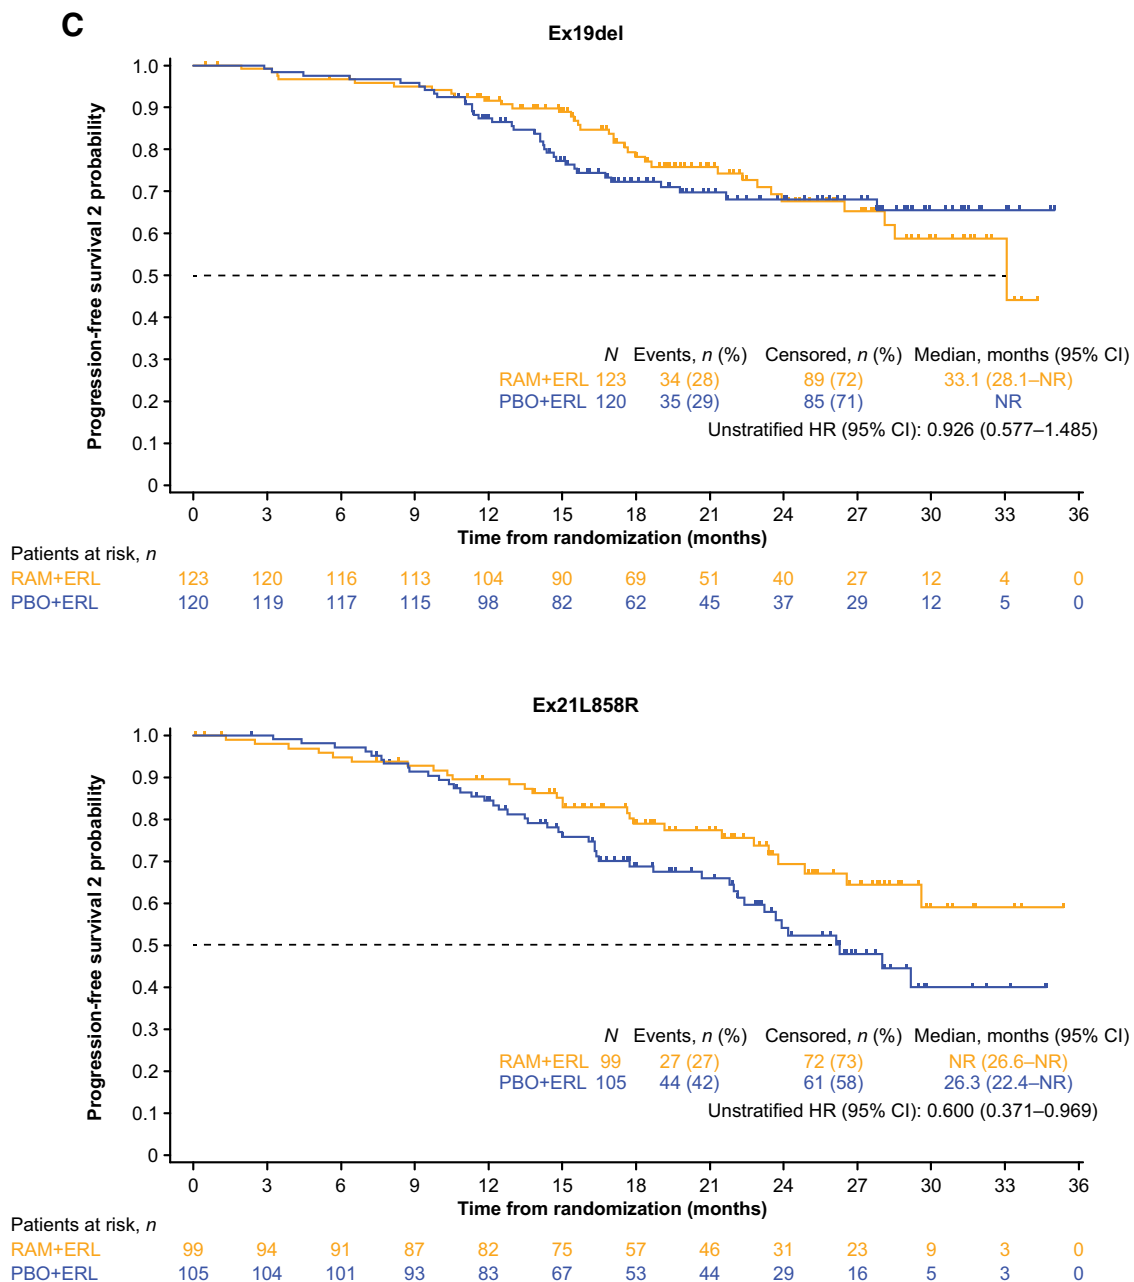 C
Ex19del
Progression-free survival 2 probability
1.0
0.9
0.8
0.7
0.6
0.5
0.4
0.3
0.2
0.1
0
N Events, n (%) Censored, n (%) Median, months (95% CI)
RAM+ERL 123 34 (28) 89 (72) 33.1 (28.1–NR)
PBO+ERL 120 35 (29) 85 (71) NR
Unstratified HR (95% CI): 0.926 (0.577–1.485)
0 3 6 9 12 15 18 21 24 27 30 33 36
Time from randomization (months)
Patients at risk, n
RAM+ERL 123 120 116 113 104 90 69 51 40 27 12 4 0
PBO+ERL 120 119 117 115 98 82 62 45 37 29 12 5 0
Ex21L858R
Progression-free survival 2 probability
1.0
0.9
0.8
0.7
0.6
0.5
0.4
0.3
0.2
0.1
0
N Events, n (%) Censored, n (%) Median, months (95% CI)
RAM+ERL 99 27 (27) 72 (73) NR (26.6–NR)
PBO+ERL 105 44 (42) 61 (58) 26.3 (22.4–NR)
Unstratified HR (95% CI): 0.600 (0.371–0.969)
0 3 6 9 12 15 18 21 24 27 30 33 36
Time from randomization (months)
Patients at risk, n
RAM+ERL 99 94 91 87 82 75 57 46 31 23 9 3 0
PBO+ERL 105 104 101 93 83 67 53 44 29 16 5 3 0